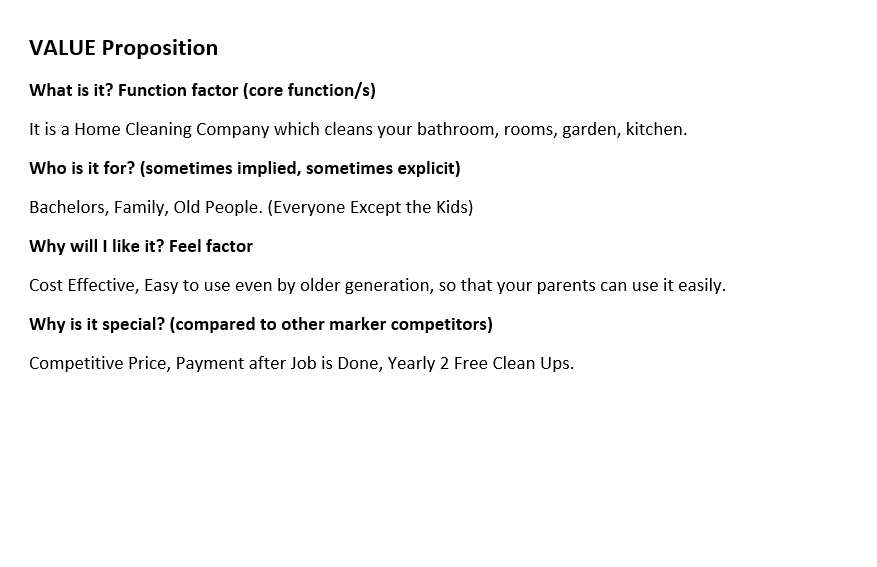 VALUE Proposition
What is it? Function factor (core function/s)
It is a Home Cleaning Company which cleans your bathroom, rooms, garden, kitchen.
Who is it for? (sometimes implied, sometimes explicit)
Bachelors, Family, Old People. (Everyone Except the Kids)
Why will I like it? Feel factor
Cost Effective, Easy to use even by older generation, so that your parents can use it easily.
Why is it special? (compared to other marker competitors)
Competitive Price, Payment after Job is Done, Yearly 2 Free Clean Ups.